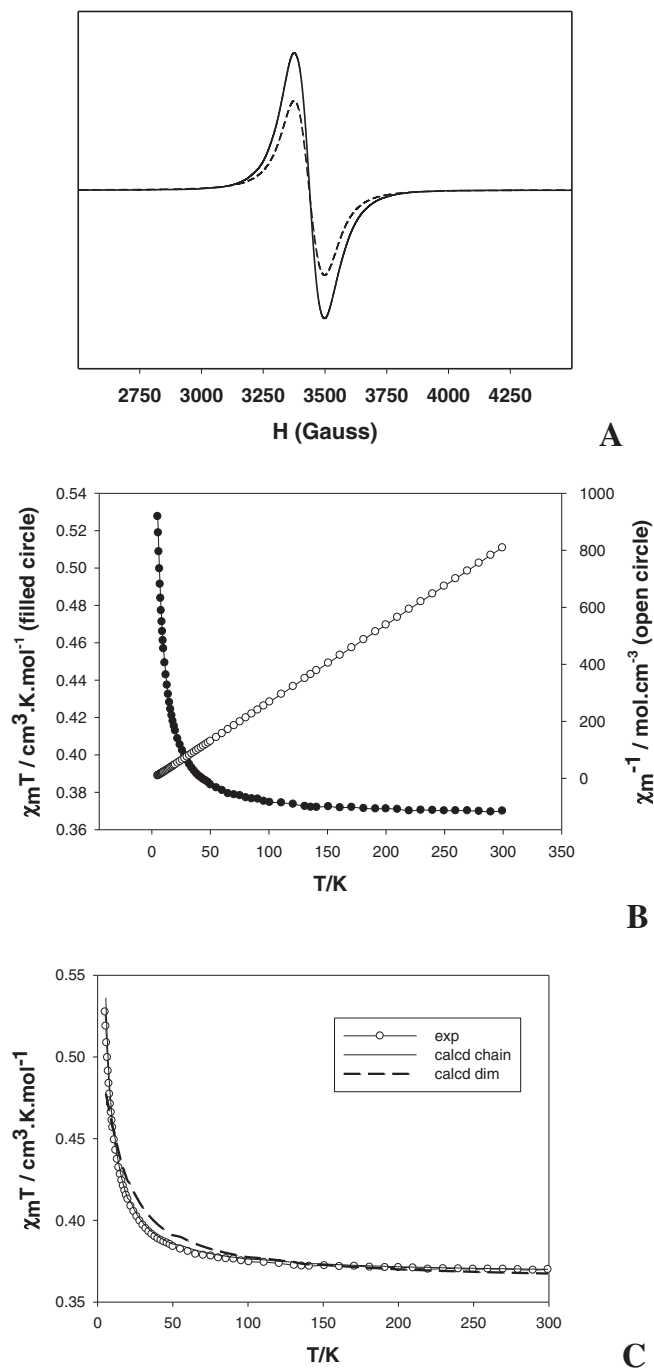 2750 3000 3250 3500 3750 4000 4250
H (Gauss)
A
χmT / cm³.K.mol⁻¹ (filled circle)
0.54
0.52
0.50
0.48
0.46
0.44
0.42
0.40
0.38
0.36
1000
800
600
400
200
0
χm⁻¹ / mol.cm⁻³ (open circle)
0 50 100 150 200 250 300 350
T/K
B
χmT / cm³.K.mol⁻¹
0.55
0.50
0.45
0.40
0.35
exp
calcd chain
calcd dim
0 50 100 150 200 250 300
T/K
C